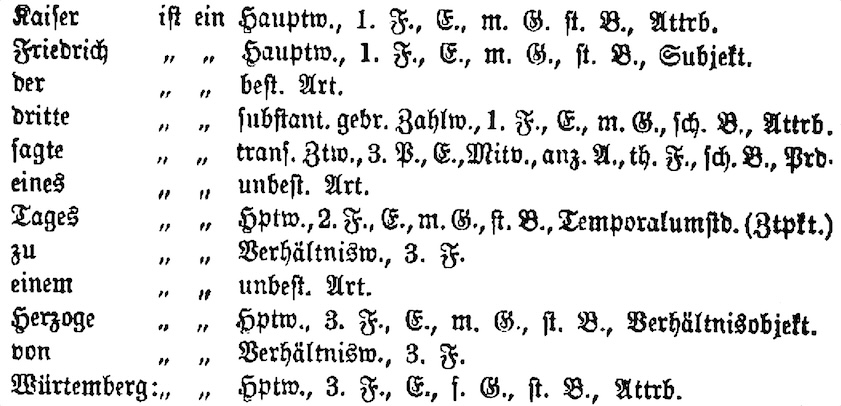 Kaiser ist ein Hauptw., 1. F., E., m. G. st. B., Attrb.
Friedrich „ „ Hauptw., 1. F., E., m. G., st. B., Subjekt.
der „ „ best. Art.
dritte „ „ substant. gebr. Zahlw., 1. F., E., m. G., sch. B., Attrb.
sagte „ „ trans. Ztw., 3. P., E., Mitv., anz. A., th. F., sch. B., Prd.
eines „ „ unbest. Art.
Tages „ „ Hptw., 2. F., E., m. G., st. B., Temporalumstd. (Ztpkt.)
zu „ „ Verhältnisw., 3. F.
einem „ „ unbest. Art.
Herzoge „ „ Hptw., 3. F., E., m. G., st. B., Verhältnisobjekt.
von „ „ Verhältnisw., 3. F.
Würtemberg: „ „ Hptw., 3. F., E., s. G., st. B., Attrb.